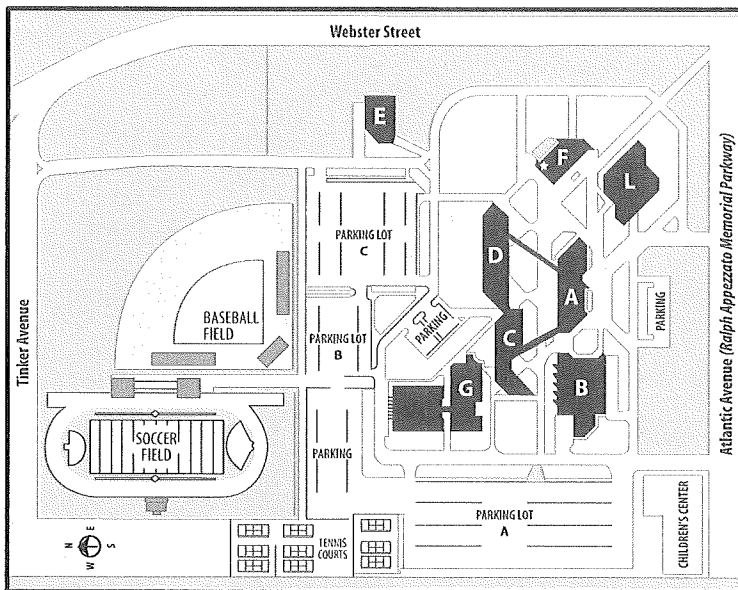 Webster Street
E
F
L
PARKING LOT
C
D
A
Tinker Avenue
BASEBALL
FIELD
PARKING LOT
B
PARKING
C
PARKING
Atlantic Avenue (Ralph Appezzato Memorial Parkway)
G
B
SOCCER
FIELD
PARKING
PARKING LOT
A
CHILDREN'S CENTER
TENNIS
COURTS
N
E
S
W